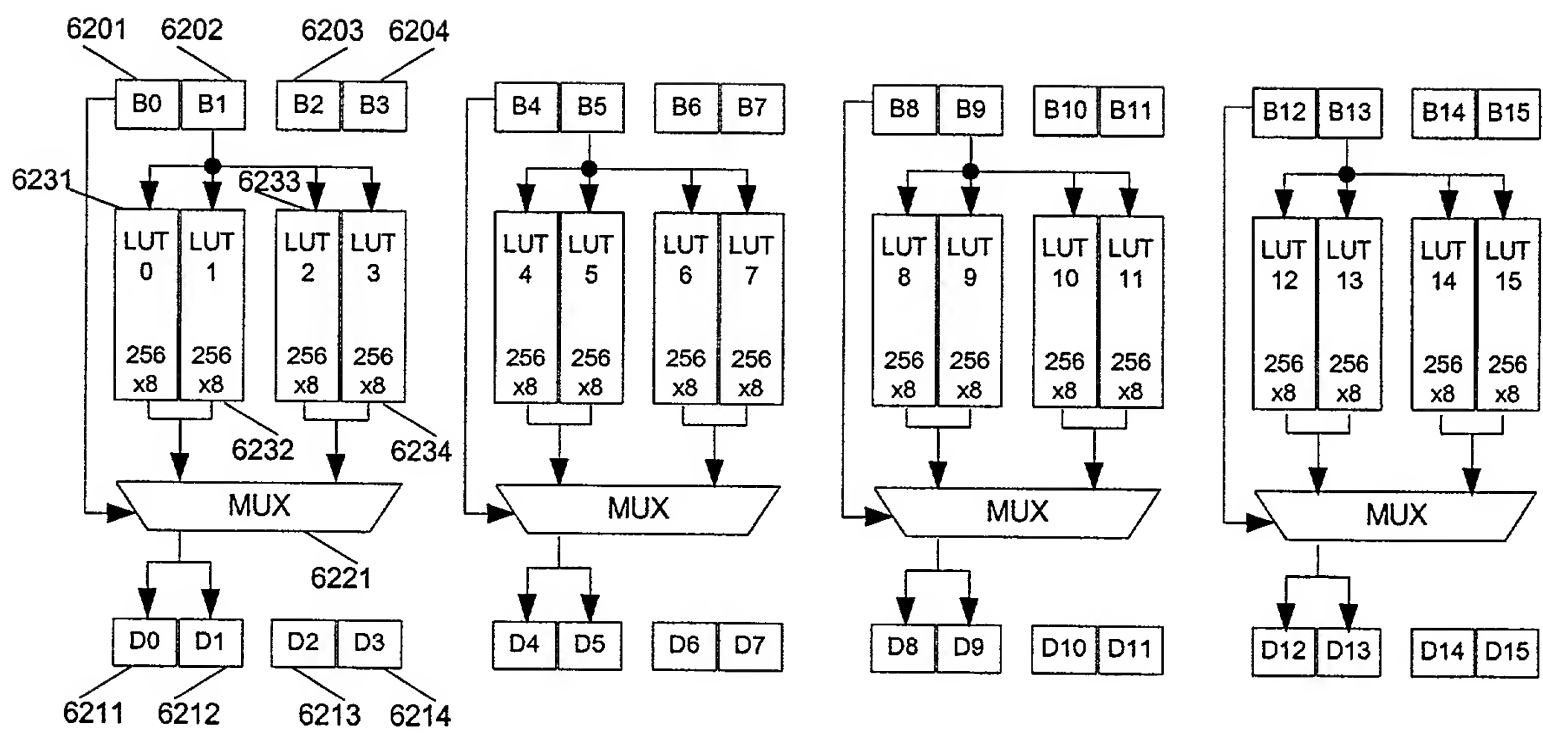 6201 6202 6203 6204
B0 B1 B2 B3 B4 B5 B6 B7 B8 B9 B10 B11 B12 B13 B14 B15
6231 6233
LUT LUT LUT LUT LUT LUT LUT LUT LUT LUT LUT LUT LUT LUT LUT LUT
0 1 2 3 4 5 6 7 8 9 10 11 12 13 14 15
256 256 256 256 256 256 256 256 256 256 256 256 256 256 256 256
x8 x8 x8 x8 x8 x8 x8 x8 x8 x8 x8 x8 x8 x8 x8 x8
6232 6234
MUX MUX MUX MUX
6221
D0 D1 D2 D3 D4 D5 D6 D7 D8 D9 D10 D11 D12 D13 D14 D15
6211 6212 6213 6214